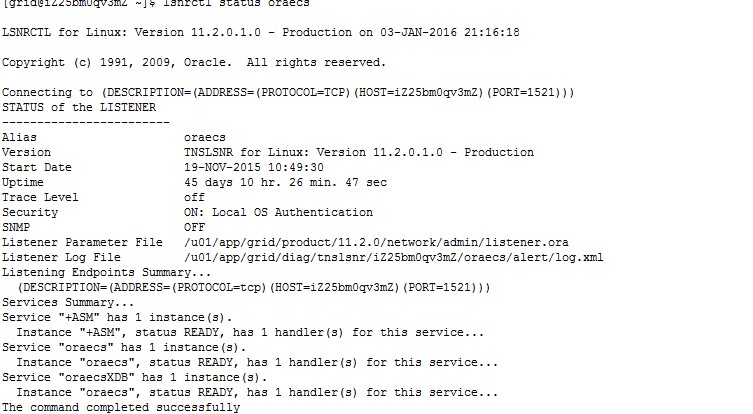 [grid@iZ25bm0qv3mZ ~]$ lsnrctl status oraecs
LSNRCTL for Linux: Version 11.2.0.1.0 - Production on 03-JAN-2016 21:16:18
Copyright (c) 1991, 2009, Oracle.  All rights reserved.
Connecting to (DESCRIPTION=(ADDRESS=(PROTOCOL=TCP)(HOST=iZ25bm0qv3mZ)(PORT=1521)))
STATUS of the LISTENER
------------------------
Alias                     oraecs
Version                   TNSLSNR for Linux: Version 11.2.0.1.0 - Production
Start Date                19-NOV-2015 10:49:30
Uptime                    45 days 10 hr. 26 min. 47 sec
Trace Level               off
Security                  ON: Local OS Authentication
SNMP                      OFF
Listener Parameter File   /u01/app/grid/product/11.2.0/network/admin/listener.ora
Listener Log File         /u01/app/grid/diag/tnslsnr/iZ25bm0qv3mZ/oraecs/alert/log.xml
Listening Endpoints Summary...
  (DESCRIPTION=(ADDRESS=(PROTOCOL=tcp)(HOST=iZ25bm0qv3mZ)(PORT=1521)))
Services Summary...
Service "+ASM" has 1 instance(s).
  Instance "+ASM", status READY, has 1 handler(s) for this service...
Service "oraecs" has 1 instance(s).
  Instance "oraecs", status READY, has 1 handler(s) for this service...
Service "oraecsXDB" has 1 instance(s).
  Instance "oraecs", status READY, has 1 handler(s) for this service...
The command completed successfully